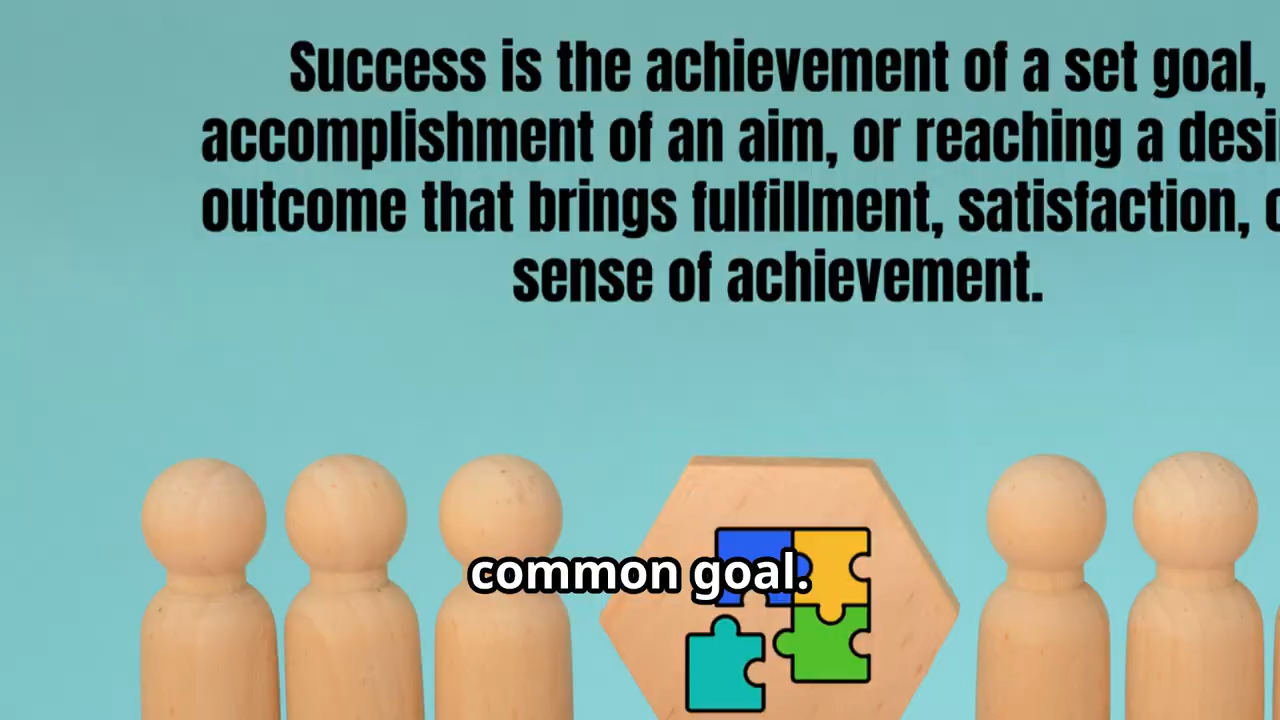 Success is the achievement of a set goal,
accomplishment of an aim, or reaching a
outcome that brings fulfillment, satisfaction,
sense of achievement.
common goal.